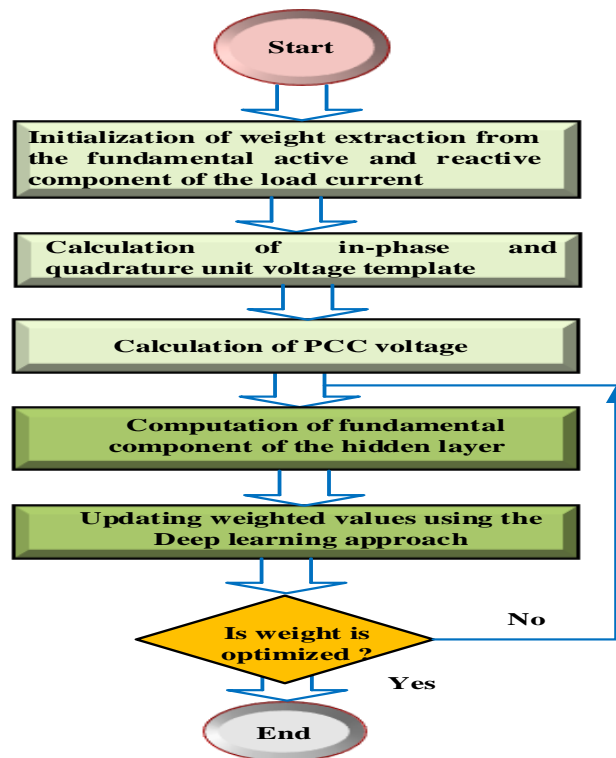 Start
Initialization of weight extraction from
the fundamental active and reactive
component of the load current
Calculation of in-phase and
quadrature unit voltage template
Calculation of PCC voltage
Computation of fundamental
component of the hidden layer
Updating weighted values using the
Deep learning approach
Is weight is
optimized ?
No
Yes
End